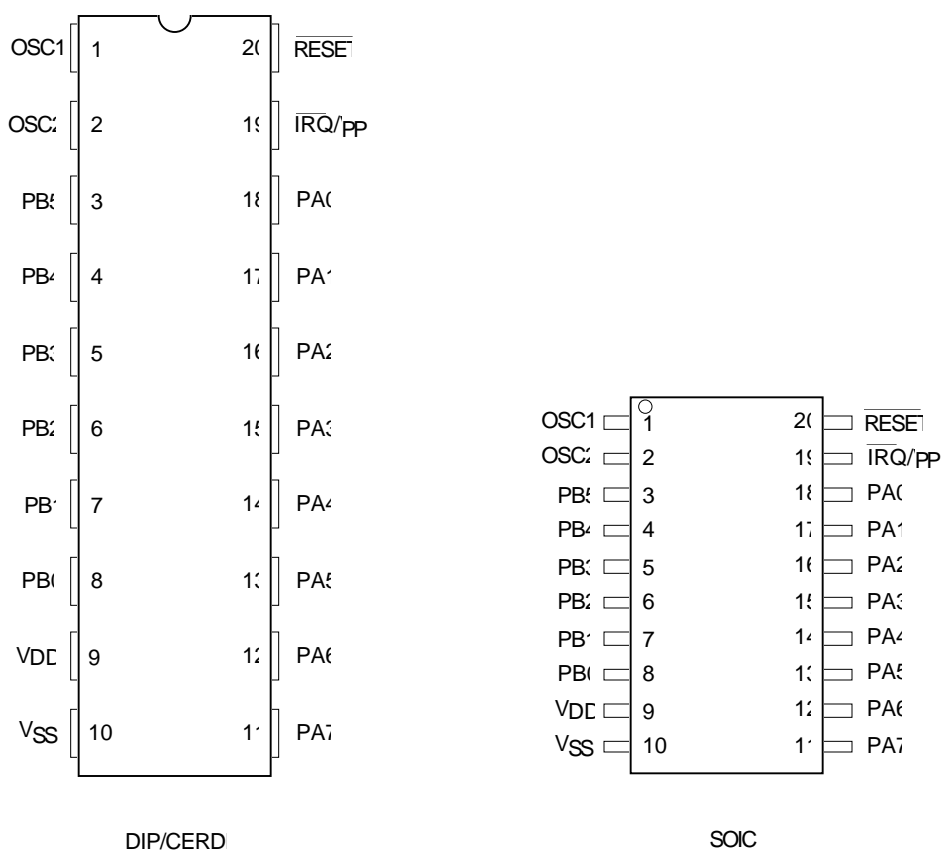 OSC1 1 20 RESET
OSC2 2 19 IRQ/PP
PB5 3 18 PA0
PB4 4 17 PA1
PB3 5 16 PA2
PB2 6 15 PA3
PB1 7 14 PA4
PB0 8 13 PA5
VDD 9 12 PA6
VSS 10 11 PA7
DIP/CERD
OSC1 1 20 RESET
OSC2 2 19 IRQ/PP
PB5 3 18 PA0
PB4 4 17 PA1
PB3 5 16 PA2
PB2 6 15 PA3
PB1 7 14 PA4
PB0 8 13 PA5
VDD 9 12 PA6
VSS 10 11 PA7
SOIC